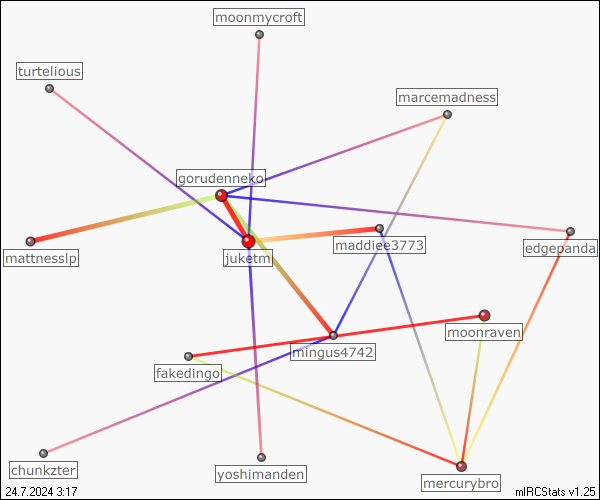 moonmycroft
turtelious
marcemadness
gorudenneko
mattnesslp
juketm
maddiee3773
edgepanda
moonraven
mingus4742
fakedingo
chunkzter
yoshimanden
mercurybro
24.7.2024 3:17
mIRCStats v1.25